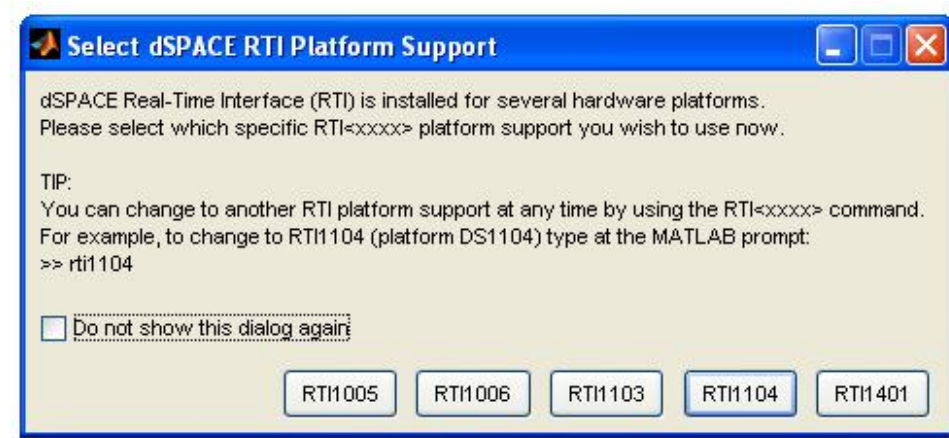 Select dSPACE RTI Platform Support
dSPACE Real-Time Interface (RTI) is installed for several hardware platforms.
Please select which specific RTI<xxxx> platform support you wish to use now.
TIP:
You can change to another RTI platform support at any time by using the RTI<xxxx> command.
For example, to change to RTI1104 (platform DS1104) type at the MATLAB prompt:
>> rti1104
Do not show this dialog again
RTI1005 RTI1006 RTI1103 RTI1104 RTI1401